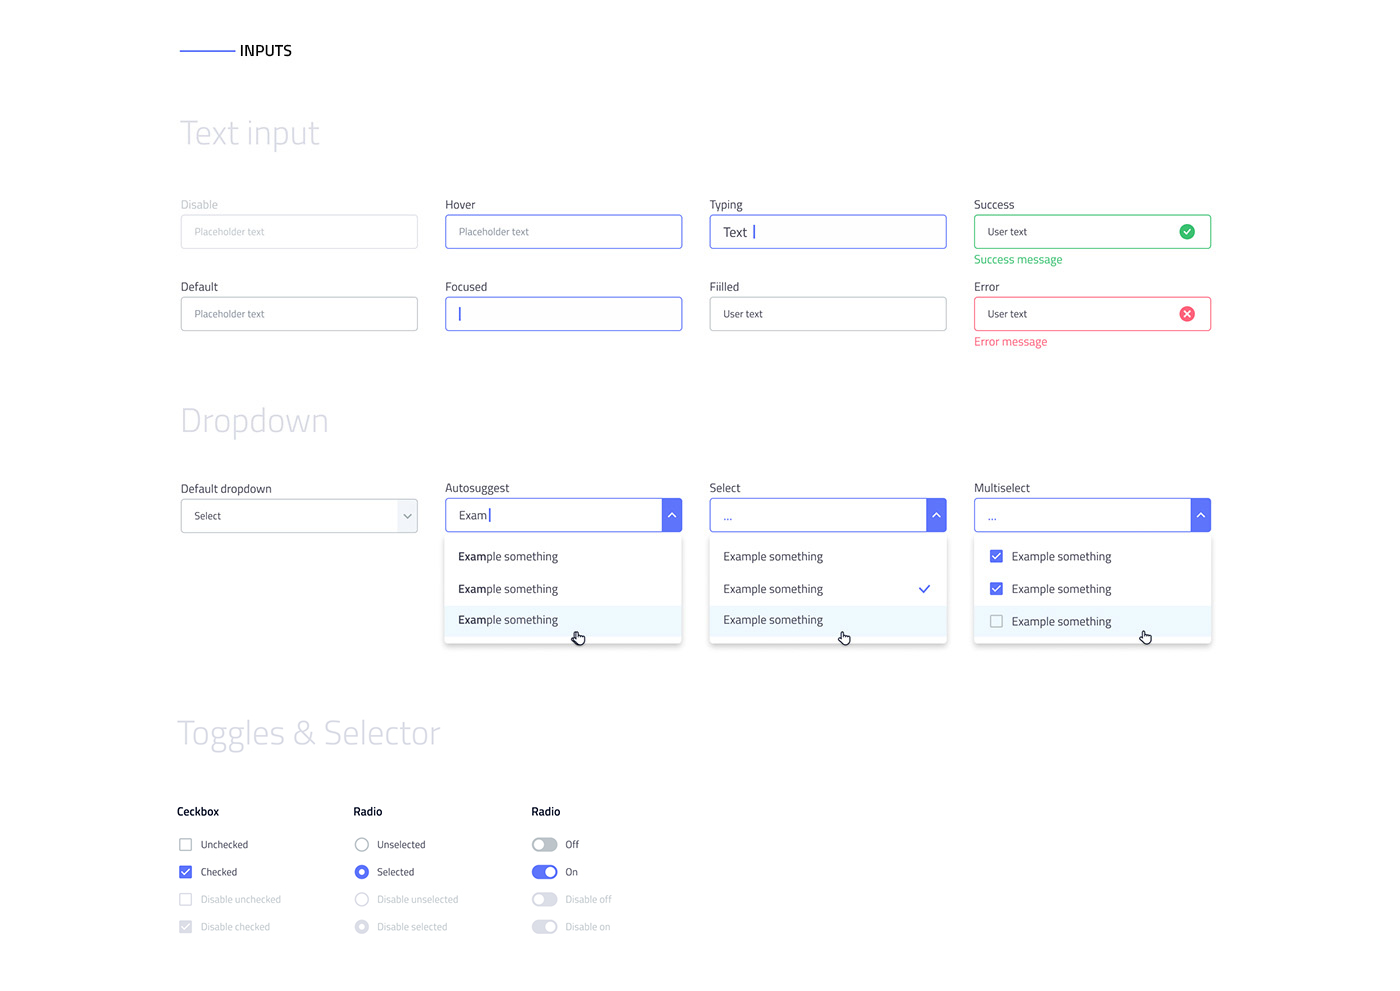 INPUTS
Text input
Disable
Placeholder text
Hover
Placeholder text
Typing
Text
Success
User text
Success message
Default
Placeholder text
Focused
Fiilled
User text
Error
User text
Error message
Dropdown
Default dropdown
Select
Autosuggest
Exam
Example something
Example something
Example something
Select
...
Example something
Example something
Example something
Multiselect
...
Example something
Example something
Example something
Toggles & Selector
Ceckbox
Unchecked
Checked
Disable unchecked
Disable checked
Radio
Unselected
Selected
Disable unselected
Disable selected
Radio
Off
On
Disable off
Disable on